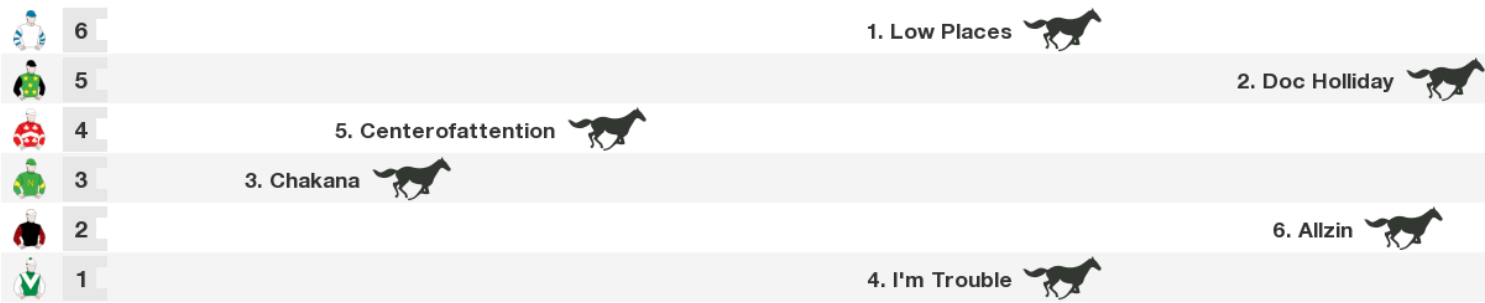 6 1. Low Places
5 2. Doc Holliday
4 5. Centerofattention
N 3 3. Chakana
2 6. Allzin
1 4. I'm Trouble